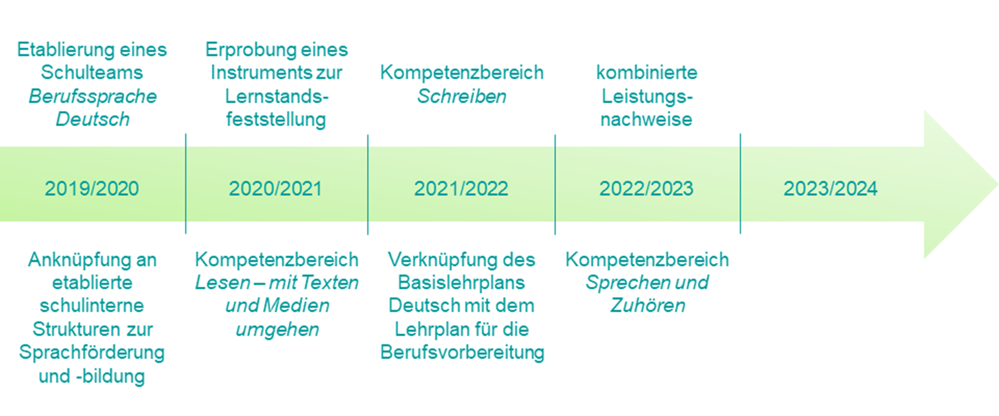 Etablierung eines
Schulteams
Berufssprache
Deutsch
Erprobung eines
Instruments zur
Lernstands-
feststellung
Kompetenzbereich
Schreiben
kombinierte
Leistungs-
nachweise
2019/2020
2020/2021
2021/2022
2022/2023
2023/2024
Anknüpfung an
etablierte
schulinterne
Strukturen zur
Sprachförderung
und -bildung
Kompetenzbereich
Lesen – mit Texten
und Medien
umgehen
Verknüpfung des
Basislehrplans
Deutsch mit dem
Lehrplan für die
Berufsvorbereitung
Kompetenzbereich
Sprechen und
Zuhören